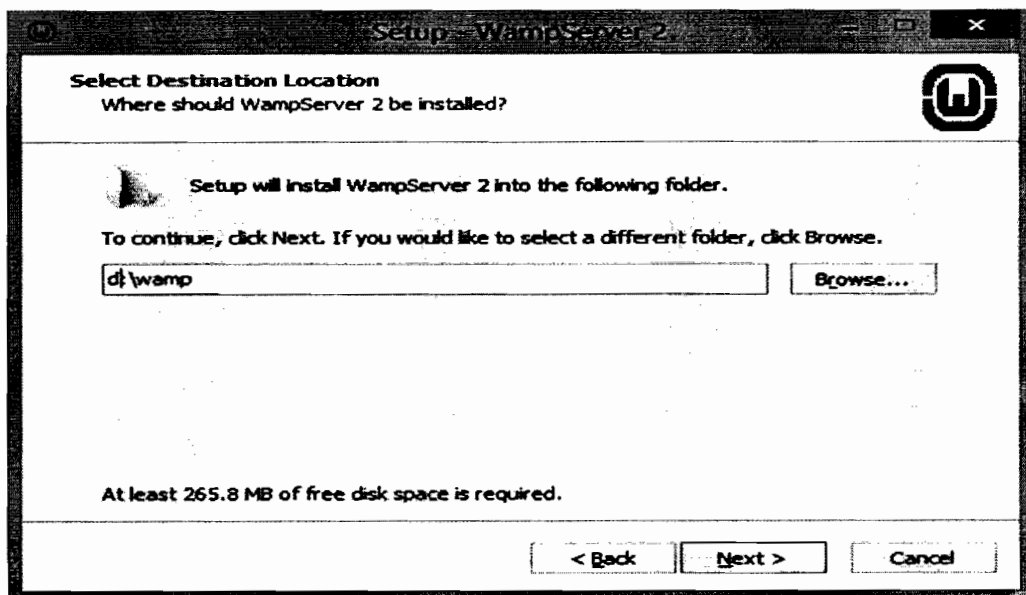 Setup - WampServer 2
Select Destination Location
Where should WampServer 2 be installed?
Setup will install WampServer 2 into the following folder.
To continue, click Next. If you would like to select a different folder, click Browse.
d:\wamp
Browse...
At least 265.8 MB of free disk space is required.
< Back
Next >
Cancel